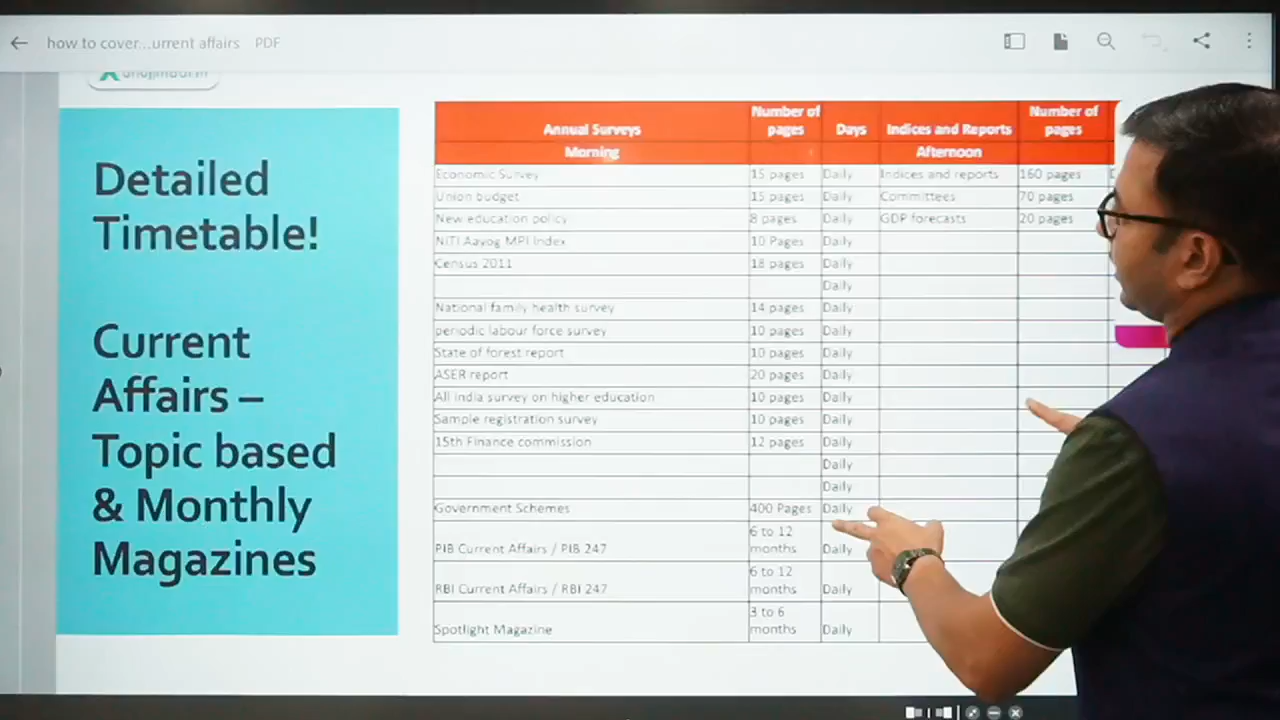 how to cover...urrent affairs PDF
Detailed
Timetable!
Current
Affairs –
Topic based
& Monthly
Magazines
Annual Surveys Number of pages Days Indices and Reports Number of pages
Morning Afternoon
Economic Survey 15 pages Daily Indices and reports 160 pages
Union budget 15 pages Daily Committees 70 pages
New education policy 8 pages Daily GDP forecasts 20 pages
NITI Aayog MPI Index 10 Pages Daily
Census 2011 18 pages Daily
Daily
National family health survey 14 pages Daily
periodic labour force survey 10 pages Daily
State of forest report 10 pages Daily
ASER report 20 pages Daily
All india survey on higher education 10 pages Daily
Sample registration survey 10 pages Daily
15th Finance commission 12 pages Daily
Daily
Daily
Government Schemes 400 Pages Daily
PIB Current Affairs / PIB 247 6 to 12 months Daily
RBI Current Affairs / RBI 247 6 to 12 months Daily
Spotlight Magazine 3 to 6 months Daily